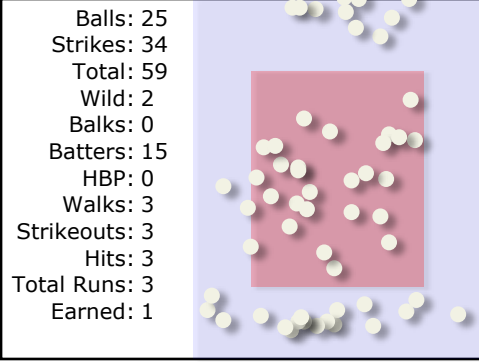 Balls: 25
Strikes: 34
Total: 59
Wild: 2
Balks: 0
Batters: 15
HBP: 0
Walks: 3
Strikeouts: 3
Hits: 3
Total Runs: 3
Earned: 1